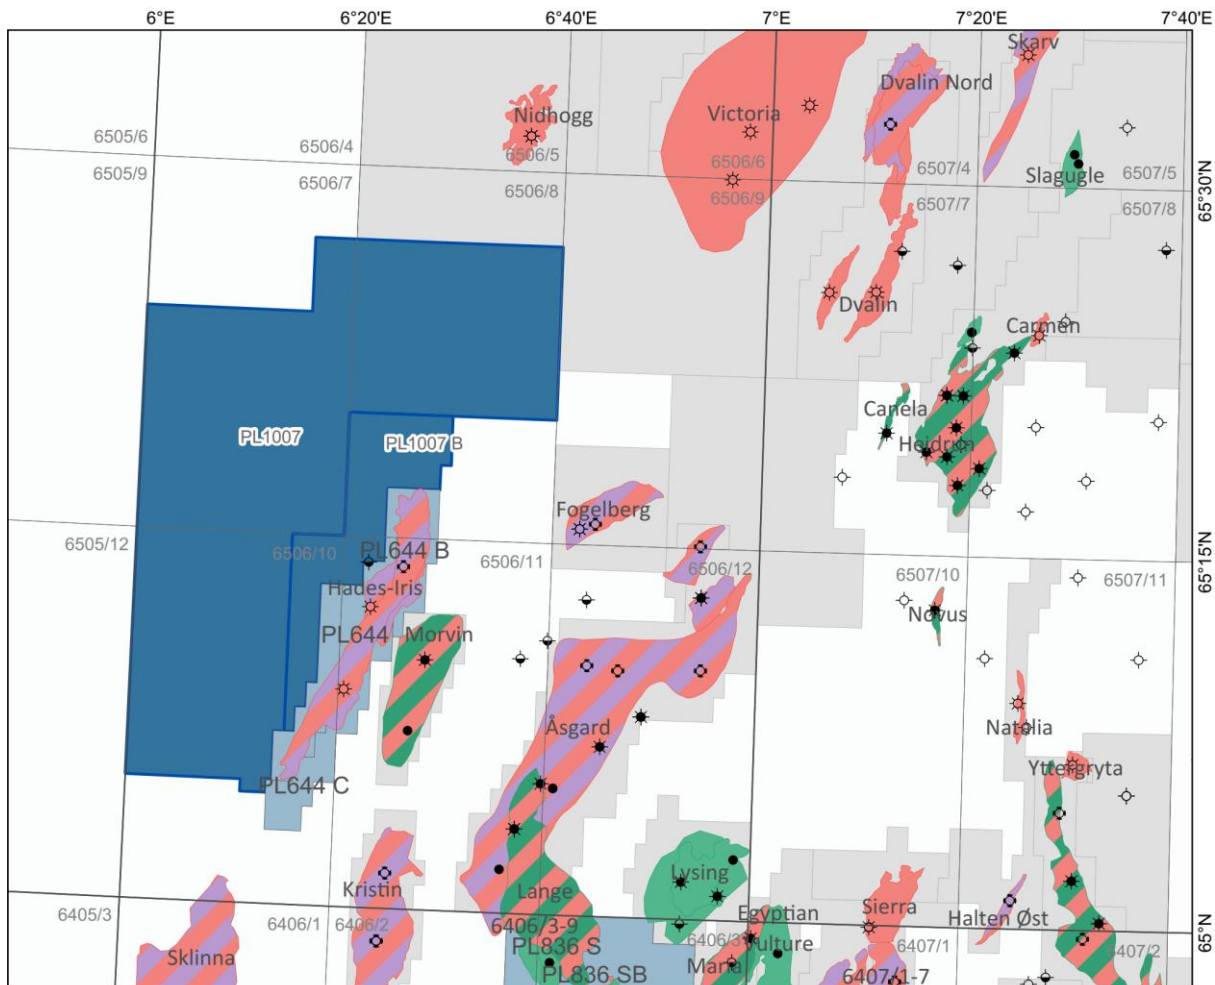 6°E 6°20'E 6°40'E 7°E 7°20'E 7°40'E
Skarv
Dvalin Nord
Nidhogg
Victoria
6505/6 6506/4 6506/5 6506/6 6507/4 6507/5
6505/9 6506/7 6506/8 6506/9 6507/7 6507/8
Slagugle
65°30'N
Dvalin
Carmen
Canela
PL1007
PL1007 B
Heidrun
Fogelberg
6505/12 6506/10 6506/11 6506/12 6507/10 6507/11
65°15'N
PL644 B
Hades-Iris
Novus
PL644
Morvin
Åsgard
Natalia
Yttergryta
PL644 C
Lysing
Kristin
Lange
Sierra
Egyptian
Vulture
Halten Øst
6405/3 6406/1 6406/2 6406/3-9 6406/3 6407/1 6407/2
65°N
PL836 S
Sklinna
Maria
PL836 SB
6407/1-7